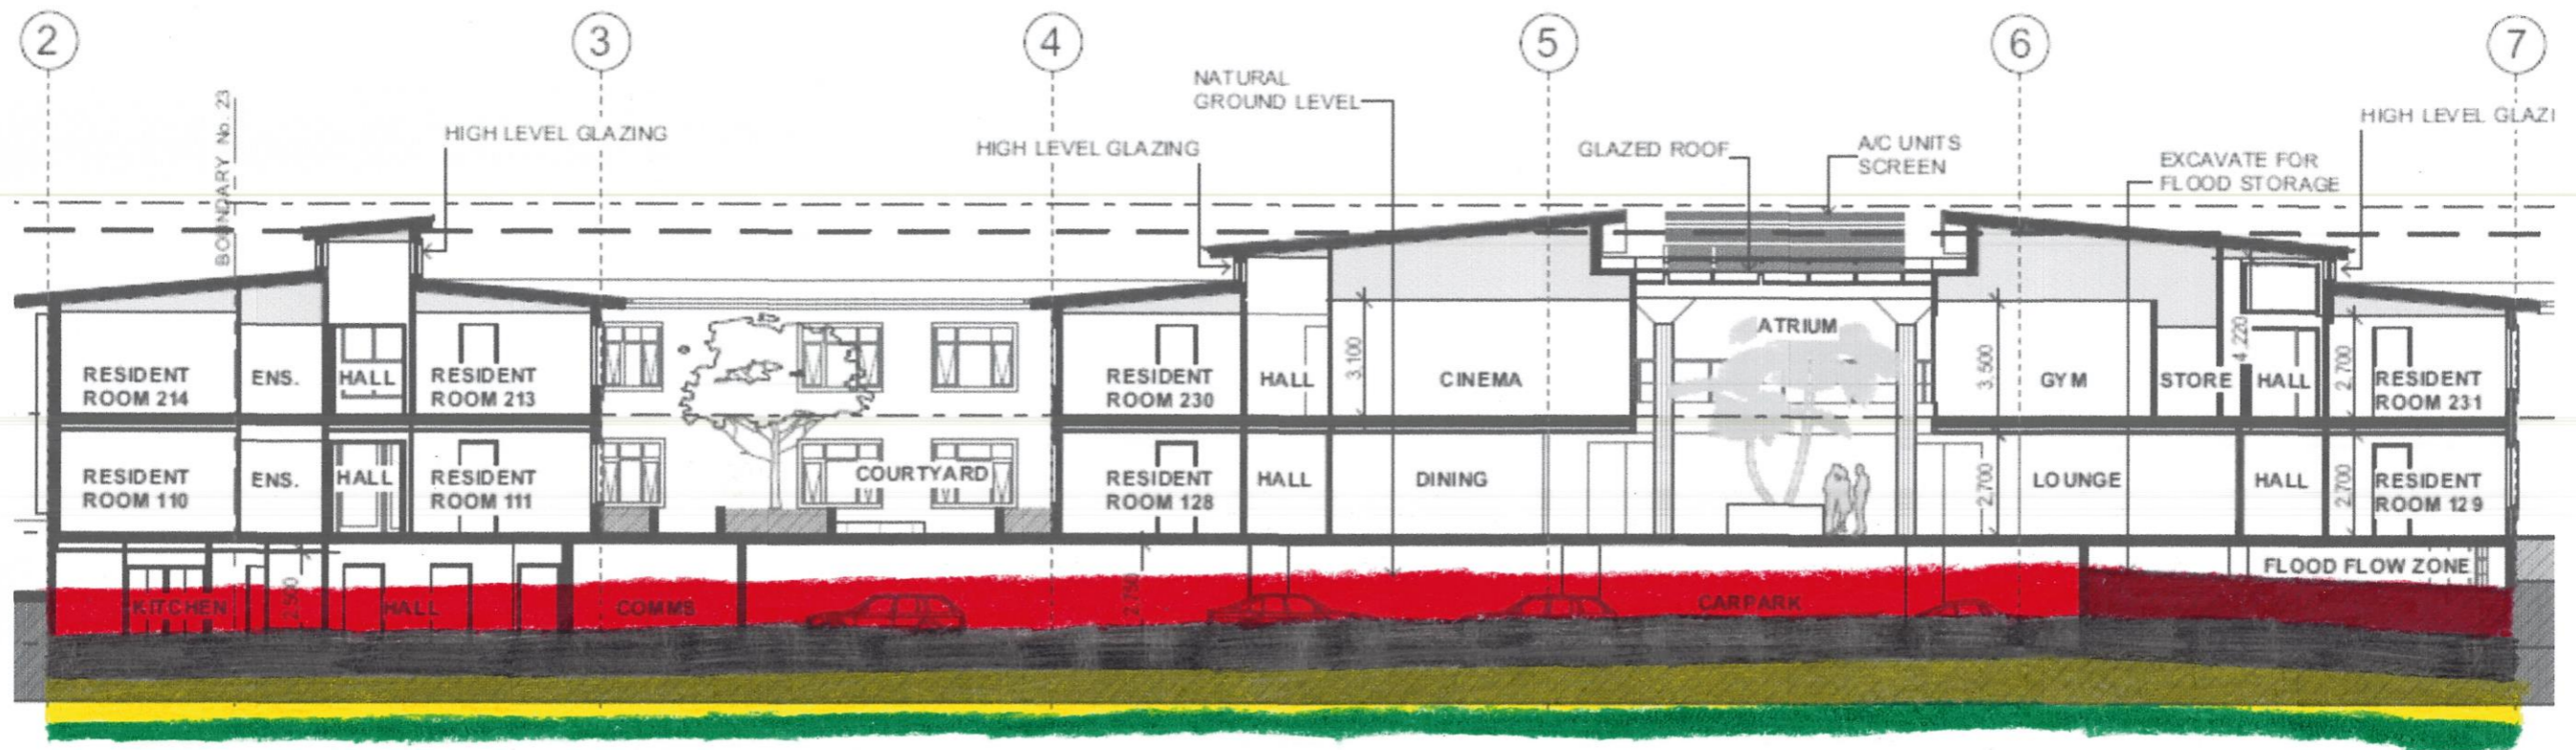 2
3
4
5
6
7
BOUNDARY No. 23
HIGH LEVEL GLAZING
HIGH LEVEL GLAZING
NATURAL
GROUND LEVEL
GLAZED ROOF
A/C UNITS
SCREEN
EXCAVATE FOR
FLOOD STORAGE
HIGH LEVEL GLAZI
RESIDENT
ROOM 214
ENS.
HALL
RESIDENT
ROOM 213
RESIDENT
ROOM 230
HALL
3,100
CINEMA
ATRIUM
3,500
GYM
STORE
4,220
HALL
2,700
RESIDENT
ROOM 231
RESIDENT
ROOM 110
ENS.
HALL
RESIDENT
ROOM 111
COURTYARD
RESIDENT
ROOM 128
HALL
DINING
2,700
LOUNGE
HALL
2,700
RESIDENT
ROOM 129
FLOOD FLOW ZONE
KITCHEN
2,500
HALL
COMMS
2,750
CARPARK